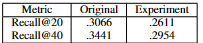 Metric Original Experiment
Recall@20 .3066 .2611
Recall@40 .3441 .2954